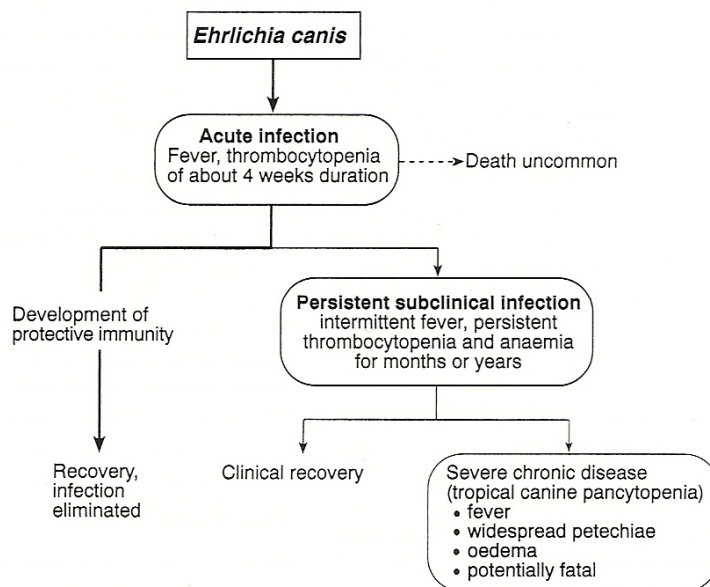 Ehrlichia canis
Acute infection
Fever, thrombocytopenia
of about 4 weeks duration
Death uncommon
Development of
protective immunity
Persistent subclinical infection
intermittent fever, persistent
thrombocytopenia and anaemia
for months or years
Recovery,
infection
eliminated
Clinical recovery
Severe chronic disease
(tropical canine pancytopenia)
• fever
• widespread petechiae
• oedema
• potentially fatal